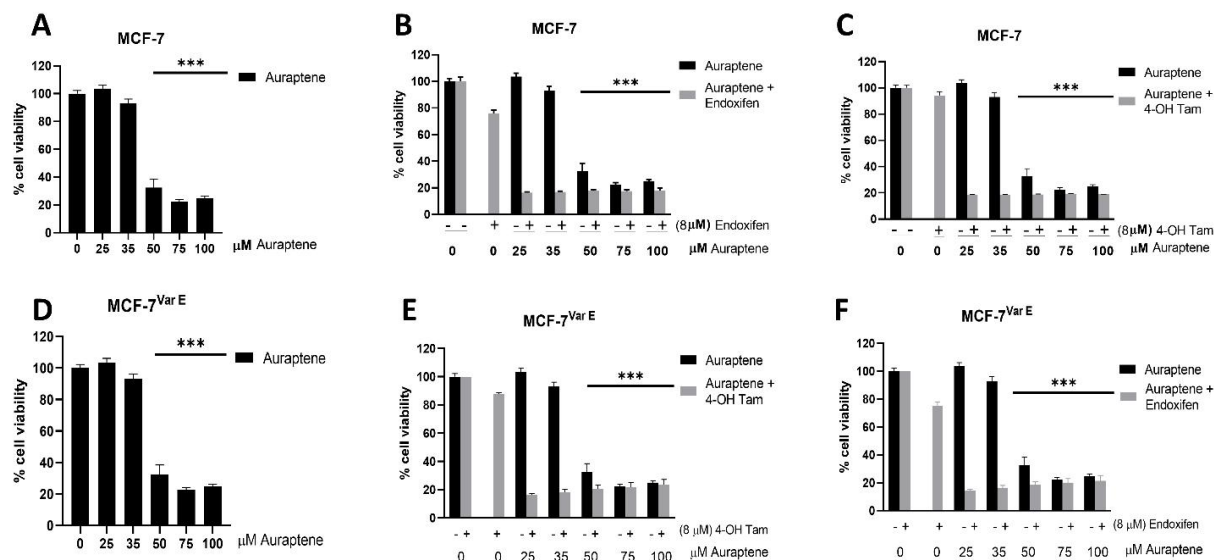 A
MCF-7
***
Auraptene
% cell viability
120
100
80
60
40
20
0
0 25 35 50 75 100 μM Auraptene
B
MCF-7
Auraptene
***
Auraptene +
Endoxifen
% cell viability
120
100
80
60
40
20
0
- - + - + - + - + - + - + (8μM) Endoxifen
0 0 25 35 50 75 100 μM Auraptene
C
MCF-7
Auraptene
***
Auraptene +
4-OH Tam
% cell viability
120
100
80
60
40
20
0
- - + - + - + - + - + - + (8μM) 4-OH Tam
0 0 25 35 50 75 100 μM Auraptene
D
MCF-7Var E
***
Auraptene
% cell viability
120
100
80
60
40
20
0
0 25 35 50 75 100 μM Auraptene
E
MCF-7Var E
Auraptene
***
Auraptene +
4-OH Tam
% cell viability
120
100
80
60
40
20
0
- + + - + - + - + - + - + (8 μM) 4-OH Tam
0 0 25 35 50 75 100 μM Auraptene
F
MCF-7Var E
Auraptene
***
Auraptene +
Endoxifen
% cell viability
120
100
80
60
40
20
0
- + + - + - + - + - + - + (8 μM) Endoxifen
0 0 25 35 50 75 100 μM Auraptene